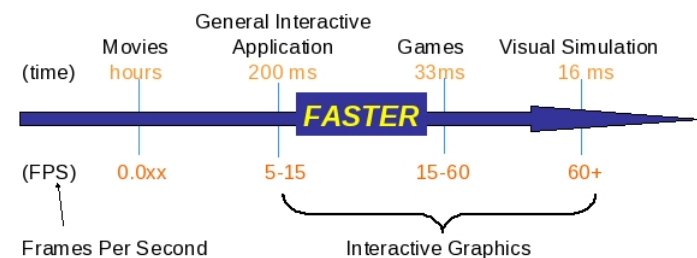 General Interactive
Movies Application Games Visual Simulation
(time) hours 200 ms 33ms 16 ms
FASTER
(FPS) 0.0xx 5-15 15-60 60+
Frames Per Second Interactive Graphics